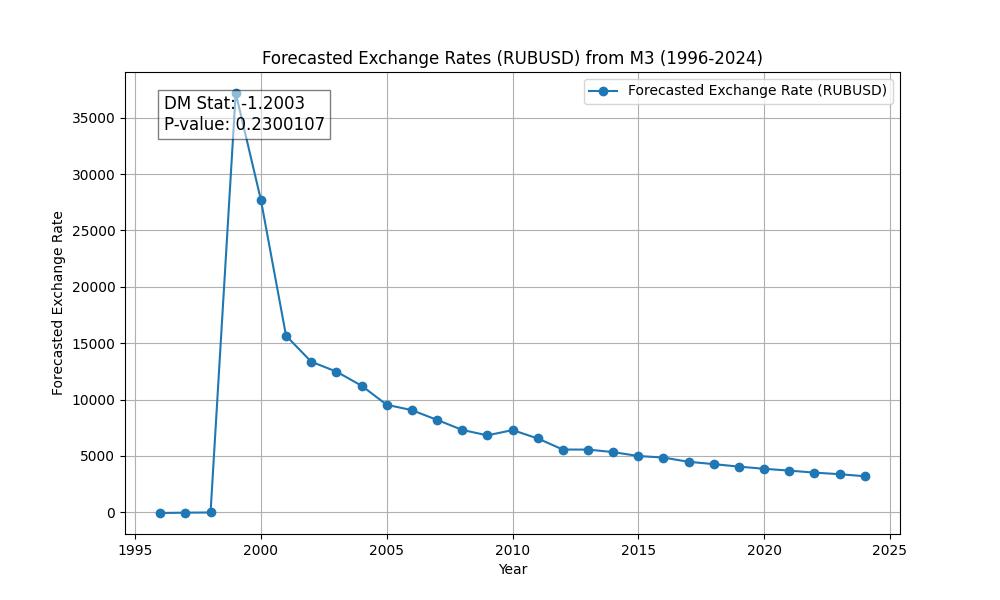 Forecasted Exchange Rates (RUBUSD) from M3 (1996-2024)
DM Stat: -1.2003
P-value: 0.2300107
Forecasted Exchange Rate (RUBUSD)
Forecasted Exchange Rate
35000
30000
25000
20000
15000
10000
5000
0
1995 2000 2005 2010 2015 2020 2025
Year